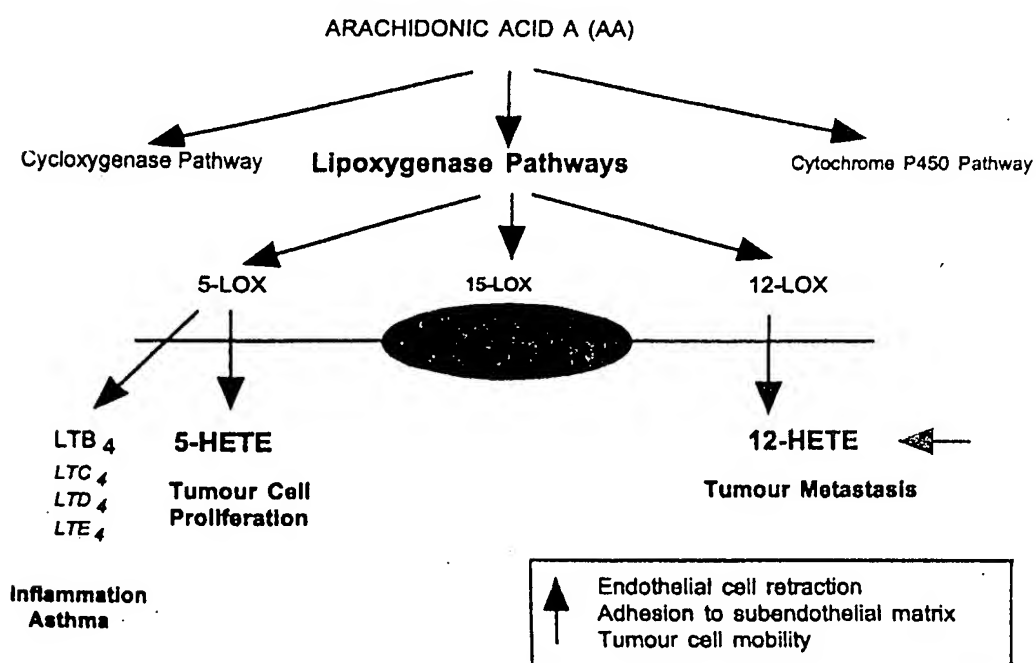 ARACHIDONIC ACID A (AA)
Cycloxygenase Pathway
Lipoxygenase Pathways
Cytochrome P450 Pathway
5-LOX
15-LOX
12-LOX
LTB 4
5-HETE
12-HETE
LTC 4
LTD 4
LTE 4
Tumour Cell
Proliferation
Tumour Metastasis
Inflammation
Asthma
Endothelial cell retraction
Adhesion to subendothelial matrix
Tumour cell mobility